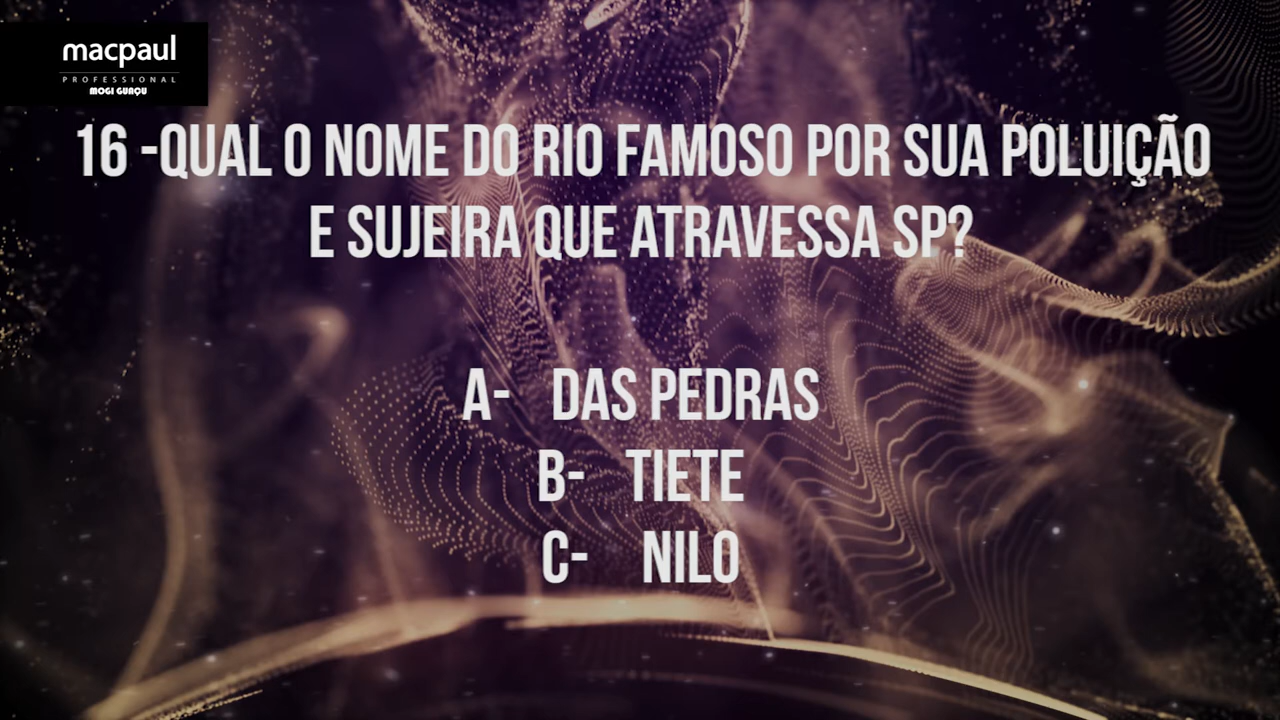 macpaul
PROFESSIONAL
MOGI GUAÇU
16 -QUAL O NOME DO RIO FAMOSO POR SUA POLUIÇÃO
E SUJEIRA QUE ATRAVESSA SP?
A- DAS PEDRAS
B- TIETE
C- NILO